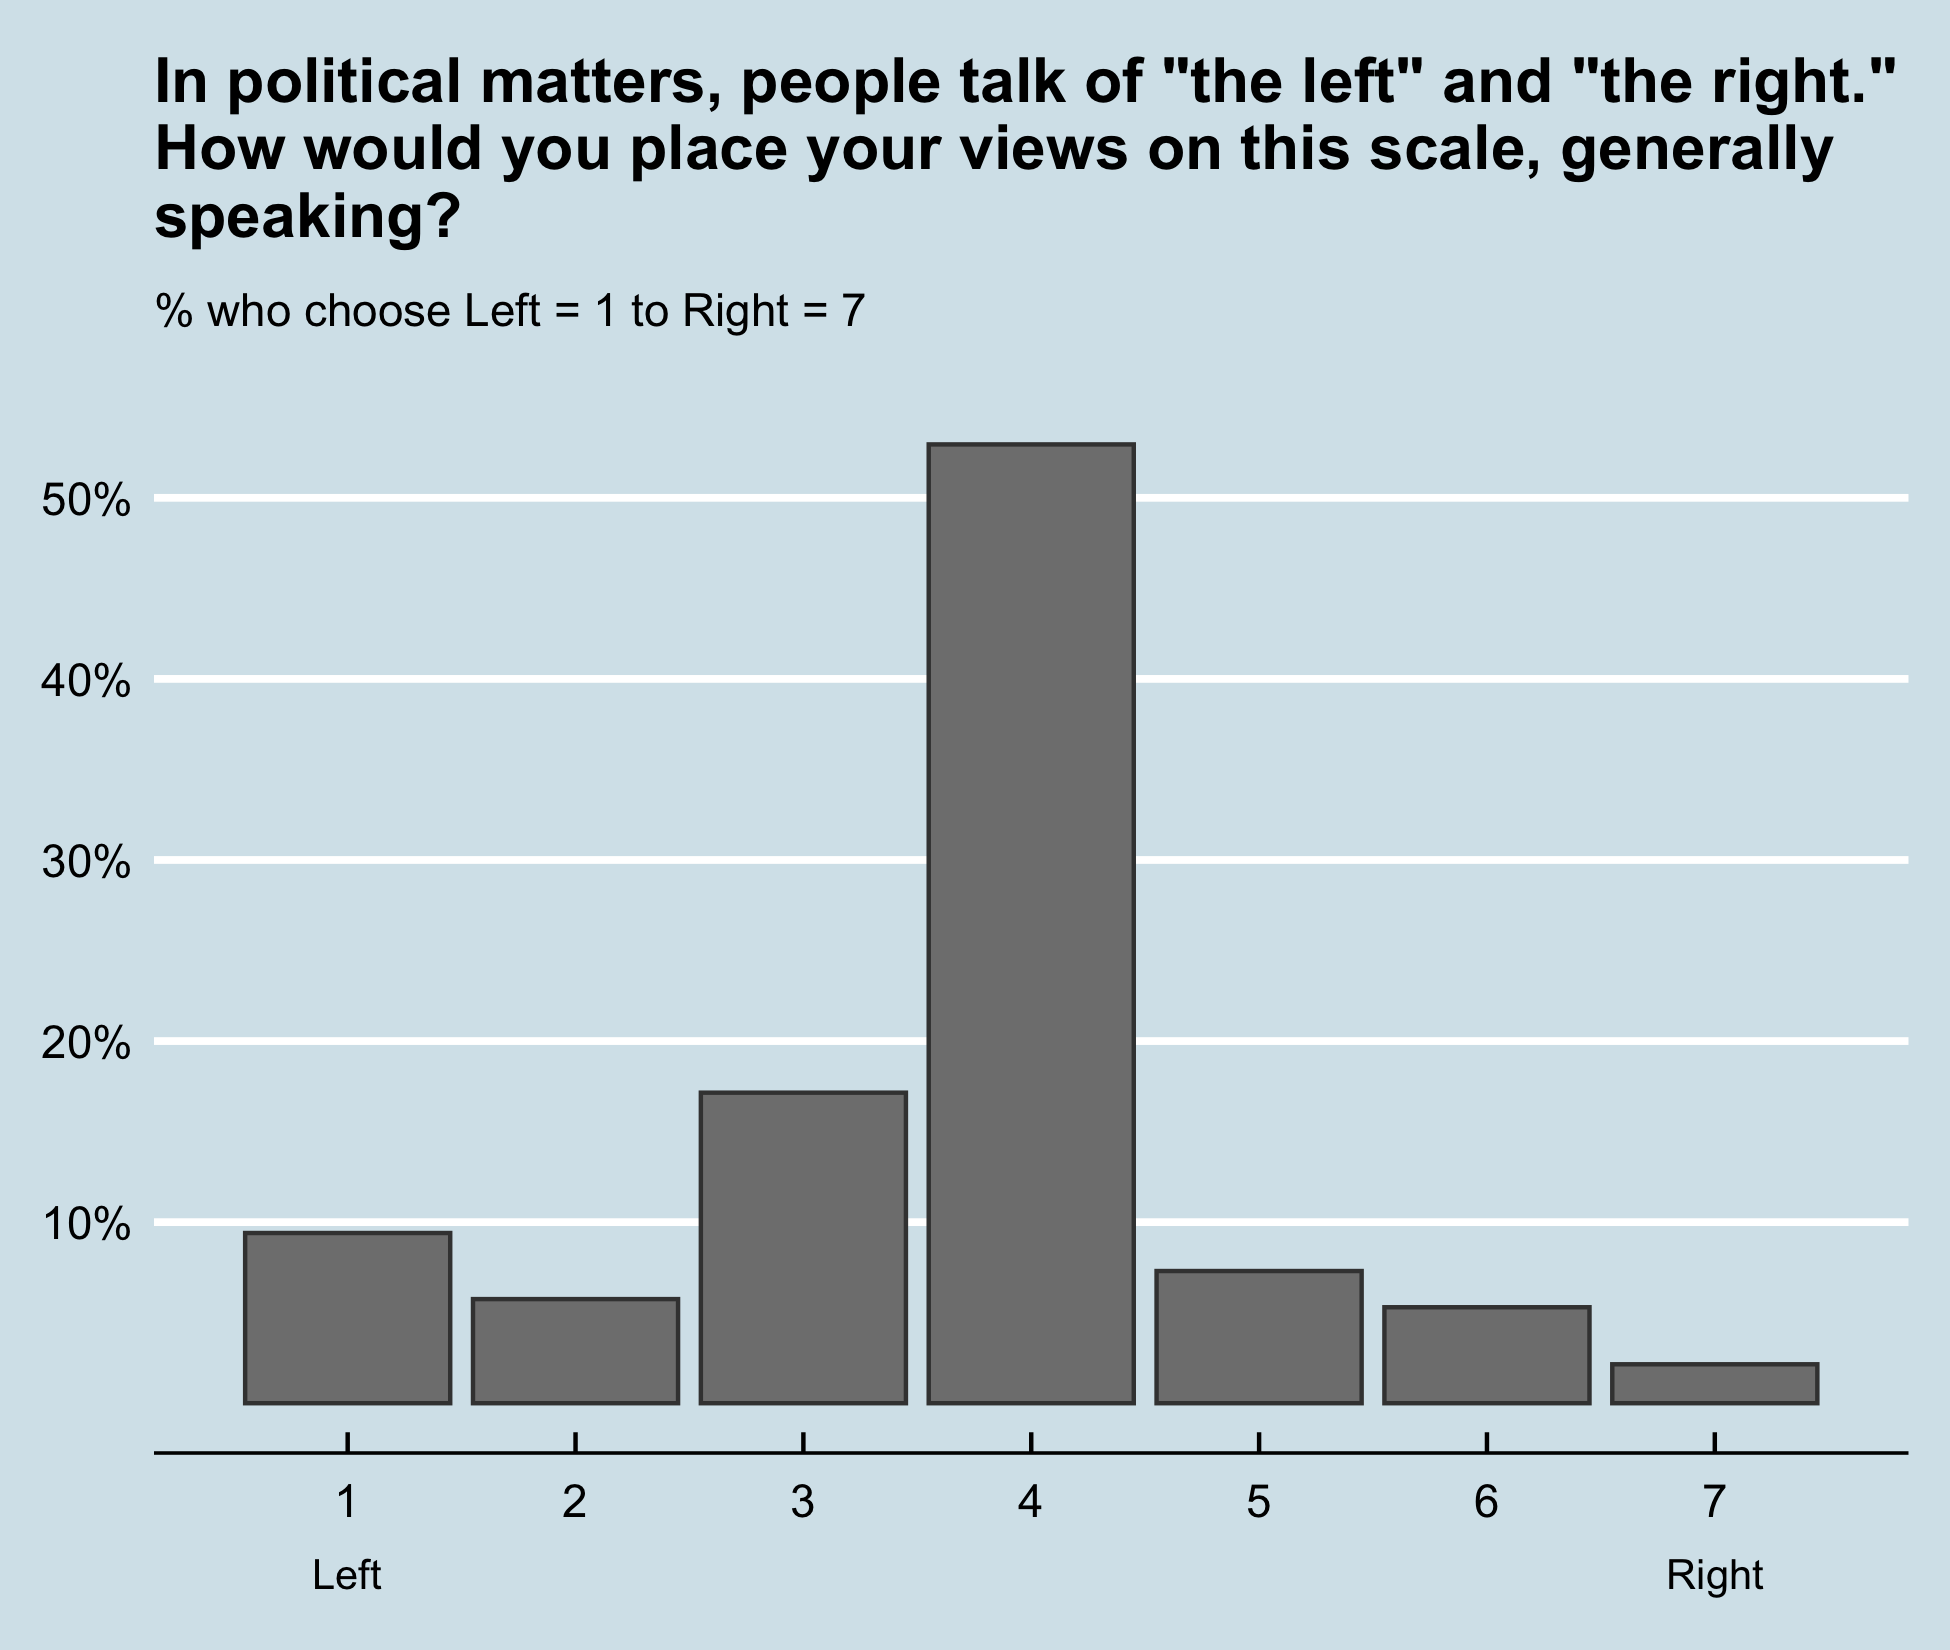 In political matters, people talk of "the left" and "the right."
How would you place your views on this scale, generally
speaking?
% who choose Left = 1 to Right = 7
50%
40%
30%
20%
10%
1 2 3 4 5 6 7
Left Right